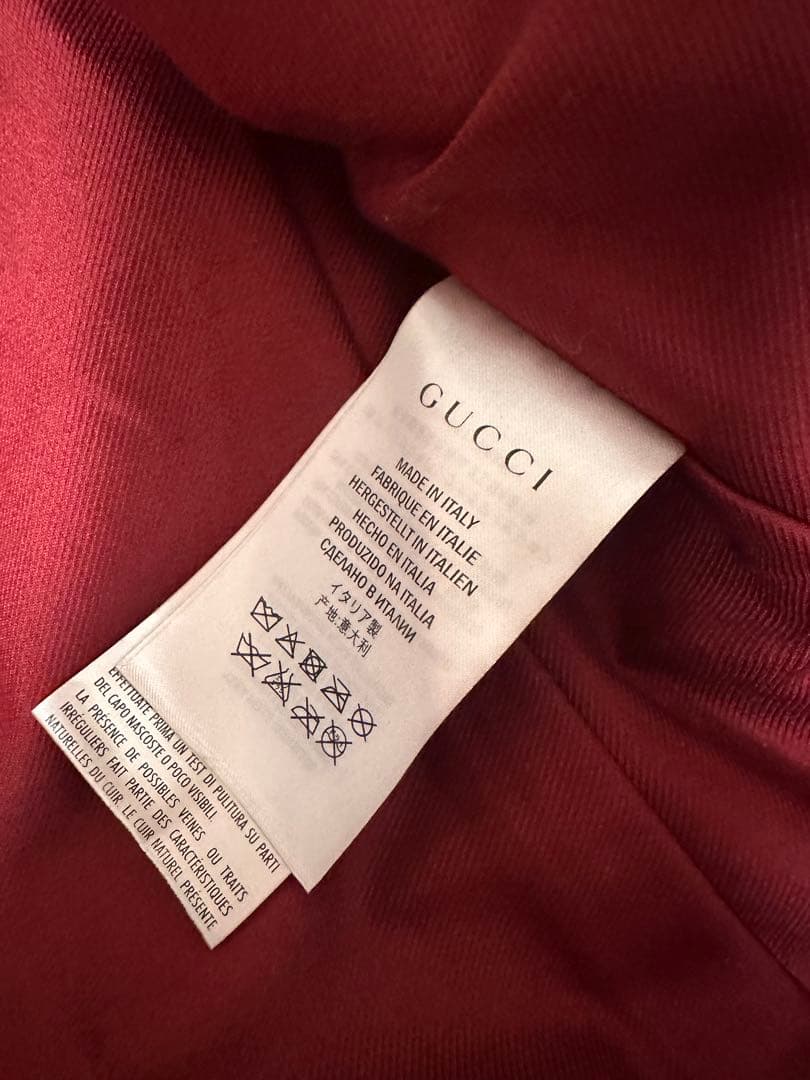 GUCCI
MADE IN ITALY
FABRIQUE EN ITALIE
HERGESTELLT IN ITALIEN
HECHO EN ITALIA
PRODUZIDO NA ITALIA
СДЕЛАНО В ИТАЛИИ
イタリア製
产地:意大利
EFFETTUATE PRIMA UN TEST DI PULITURA SU PARTI
DEL CAPO NASCOSTE O POCO VISIBILI.
LA PRÉSENCE DE POSSIBLES VEINES OU TRAITS
IRRÉGULIERS FAIT PARTIE DES CARACTÉRISTIQUES
NATURELLES DU CUIR. LE CUIR NATUREL PRÉSENTE